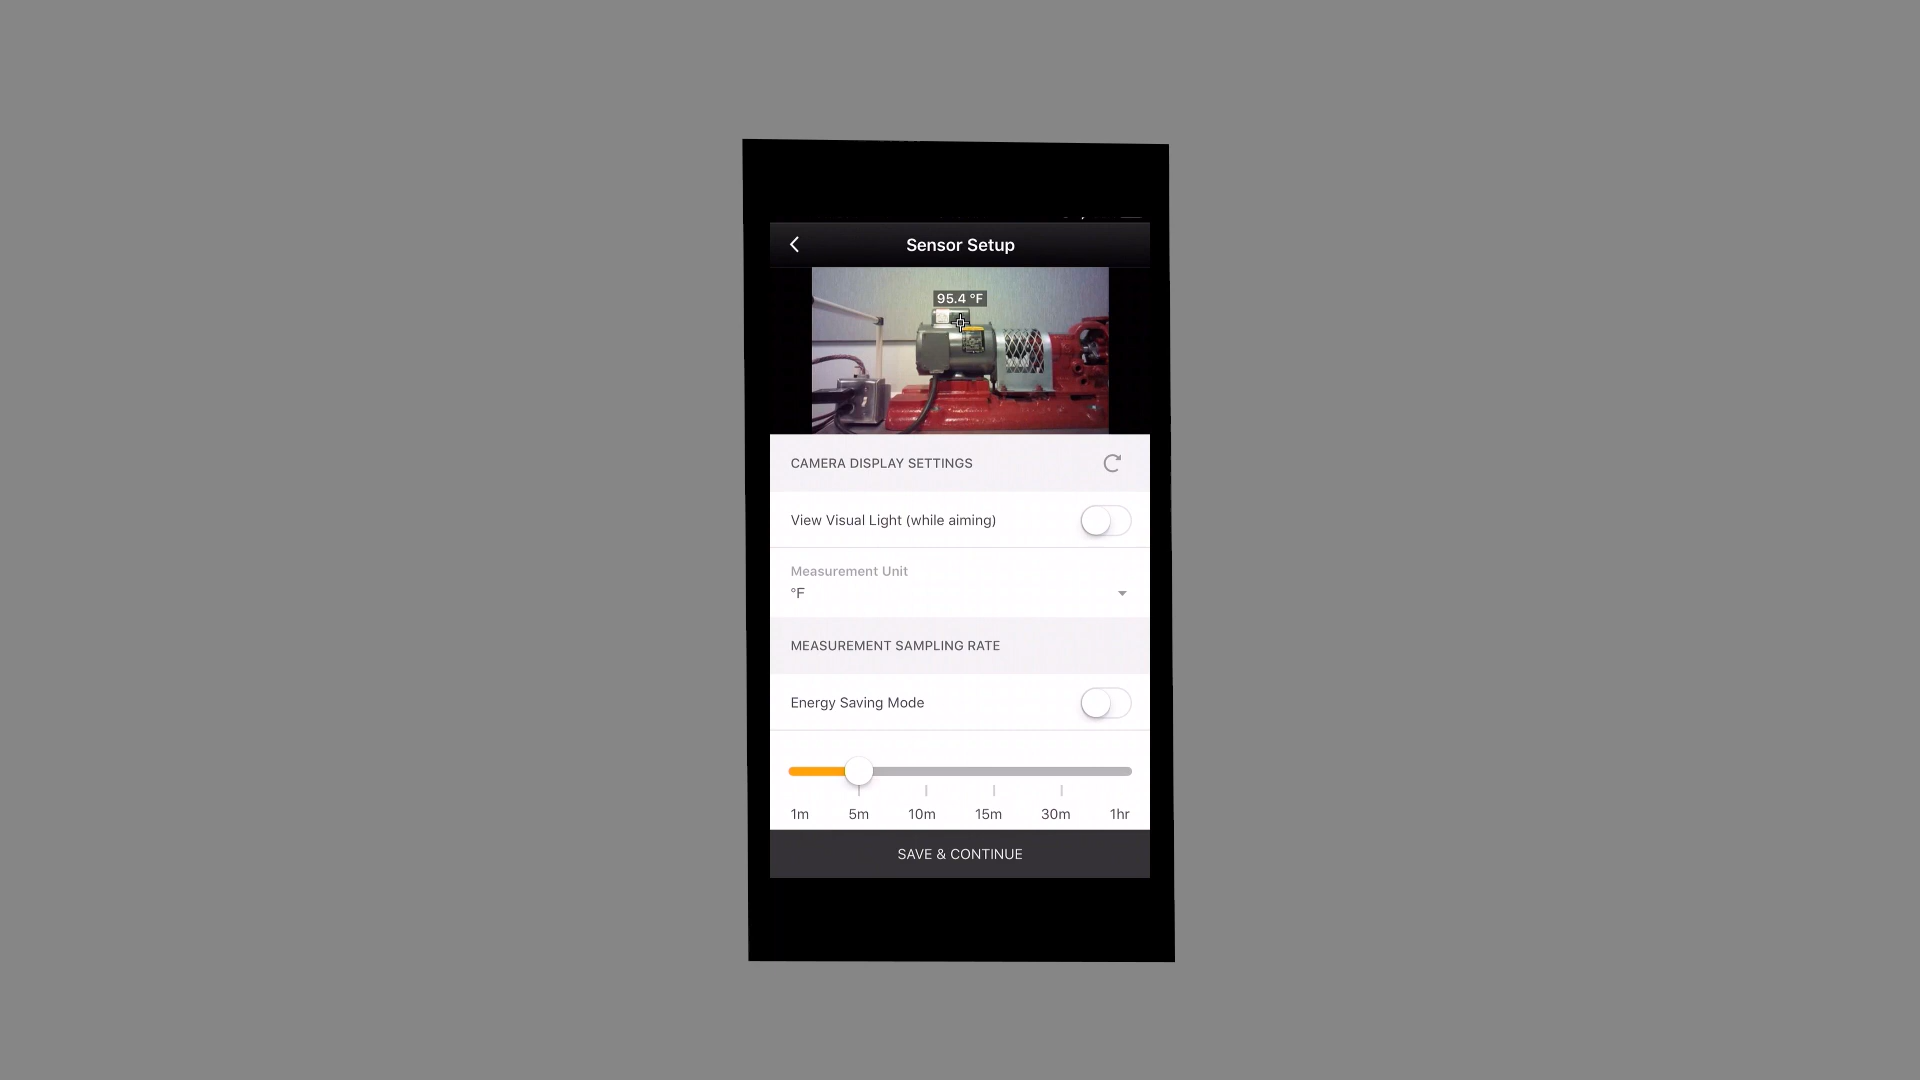 Sensor Setup
95.4 °F
CAMERA DISPLAY SETTINGS
View Visual Light (while aiming)
Measurement Unit
°F
MEASUREMENT SAMPLING RATE
Energy Saving Mode
1m 5m 10m 15m 30m 1hr
SAVE & CONTINUE